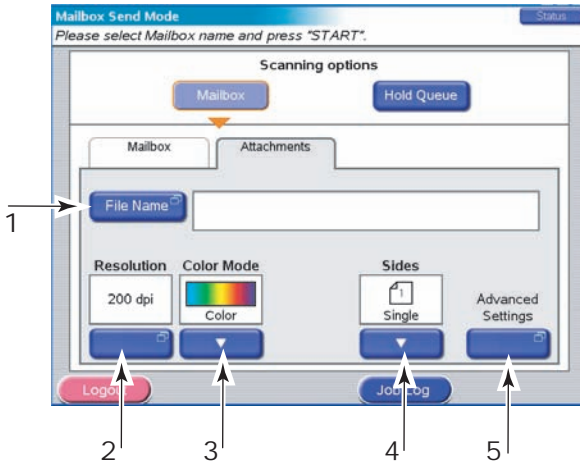 Mailbox Send Mode
Status
Please select Mailbox name and press "START".
Scanning options
Mailbox
Hold Queue
Mailbox
Attachments
1
File Name
Resolution
Color Mode
Sides
200 dpi
Color
1
Single
Advanced
Settings
Job Log
2
3
4
5